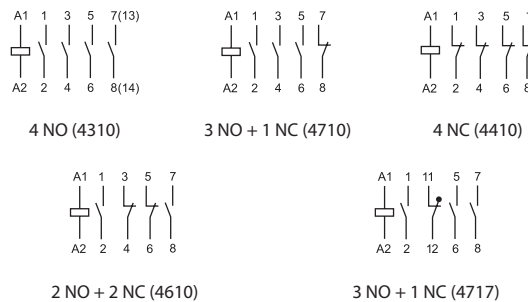 A1 1 3 5 7(13)
A2 2 4 6 8(14)
4 NO (4310)
A1 1 3 5 7
A2 2 4 6 8
3 NO + 1 NC (4710)
A1 1 3 5
A2 2 4 6 8
4 NC (4410)
A1 1 3 5 7
A2 2 4 6 8
2 NO + 2 NC (4610)
A1 1 11 5 7
A2 2 12 6 8
3 NO + 1 NC (4717)